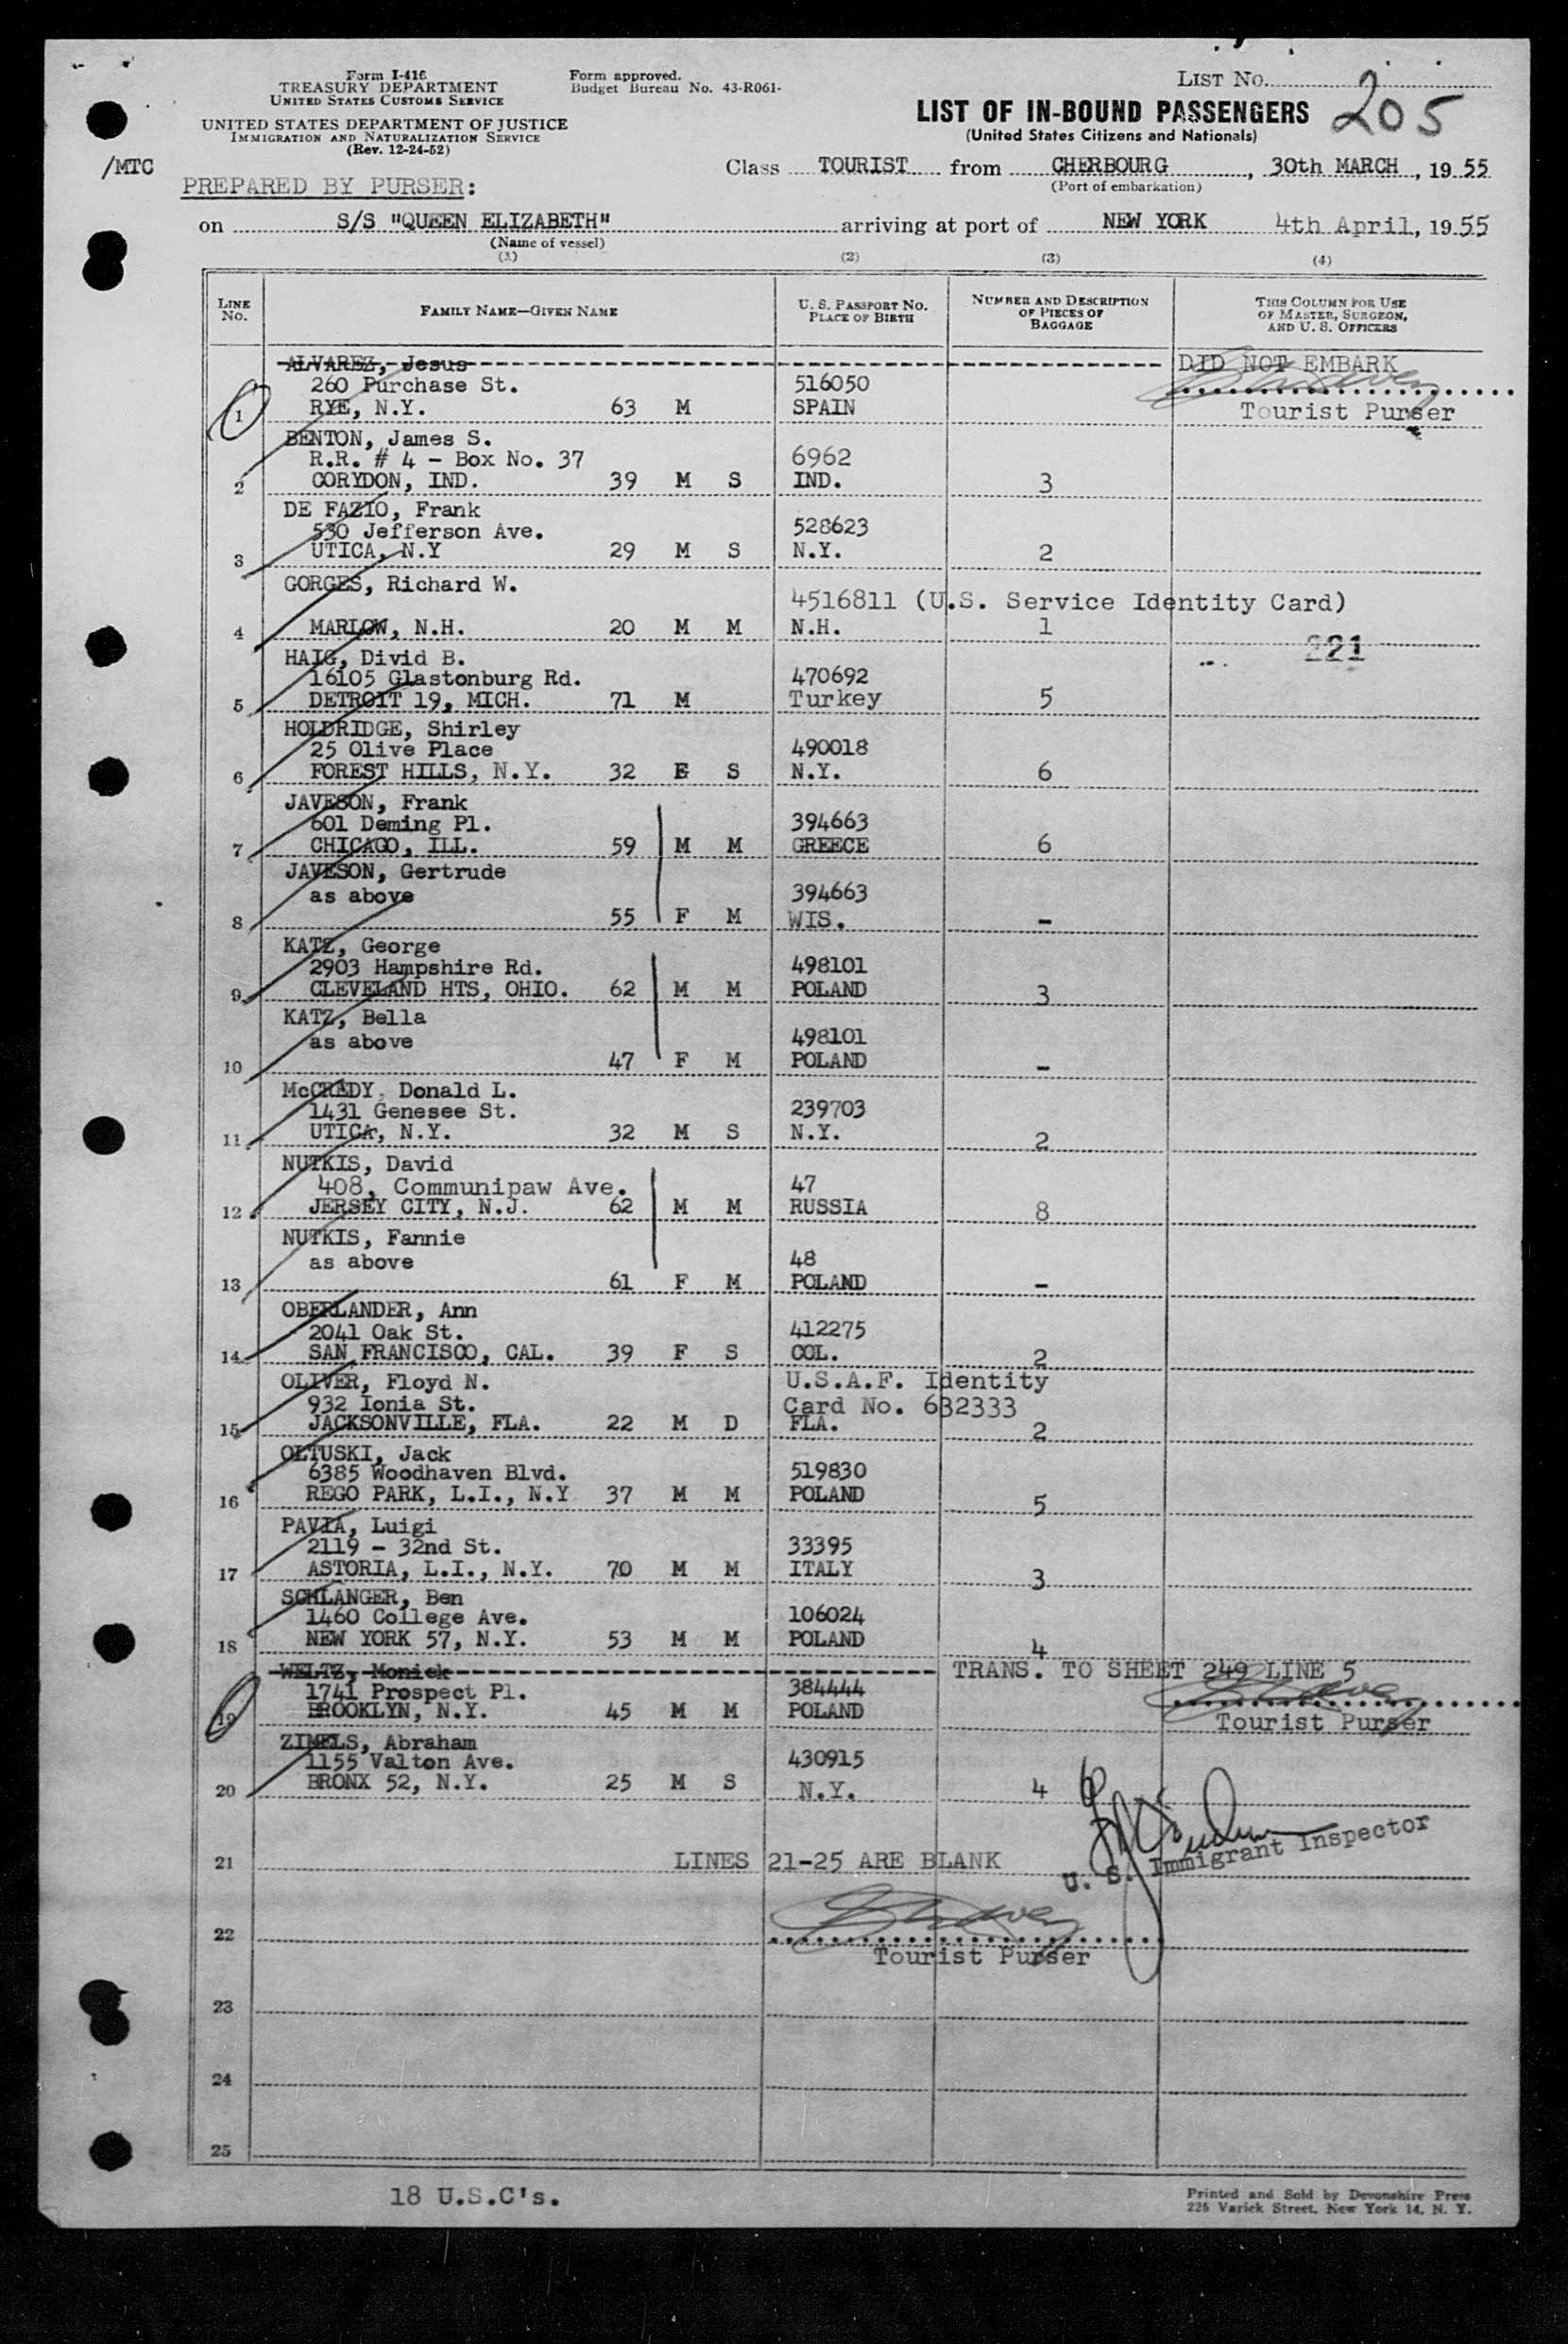 Form I-416
TREASURY DEPARTMENT
UNITED STATES CUSTOMS SERVICE
UNITED STATES DEPARTMENT OF JUSTICE
IMMIGRATION AND NATURALIZATION SERVICE
(Rev. 12-24-52)
Form approved.
Budget Bureau No. 43-R061-
LIST NO.
205
LIST OF IN-BOUND PASSENGERS
(United States Citizens and Nationals)
/MTC
PREPARED BY PURSER:
Class TOURIST from CHERBOURG, 30th MARCH, 1955
(Port of embarkation)
on S/S "QUEEN ELIZABETH" arriving at port of NEW YORK 4th April, 1955
(Name of vessel)
(1) (2) (3) (4)
LINE NO. FAMILY NAME—GIVEN NAME U. S. PASSPORT NO. PLACE OF BIRTH NUMBER AND DESCRIPTION OF PIECES OF BAGGAGE THIS COLUMN FOR USE OF MASTER, SURGEON, AND U. S. OFFICERS
ALVAREZ, Jesus DID NOT EMBARK
260 Purchase St. 516050
1 RYE, N.Y. 63 M SPAIN Tourist Purser
BENTON, James S.
R.R. # 4 - Box No. 37 6962
2 CORYDON, IND. 39 M S IND. 3
DE FAZIO, Frank
530 Jefferson Ave. 528623
3 UTICA, N.Y 29 M S N.Y. 2
GORGES, Richard W.
4516811 (U.S. Service Identity Card)
4 MARLOW, N.H. 20 M M N.H. 1
221
HAIG, Divid B.
16105 Glastonburg Rd. 470692
5 DETROIT 19, MICH. 71 M Turkey 5
HOLDRIDGE, Shirley
25 Olive Place 490018
6 FOREST HILLS, N.Y. 32 F S N.Y. 6
JAVESON, Frank
601 Deming Pl. 394663
7 CHICAGO, ILL. 59 M M GREECE 6
JAVESON, Gertrude
as above 394663
8 55 F M WIS. -
KATZ, George
2903 Hampshire Rd. 498101
9 CLEVELAND HTS, OHIO. 62 M M POLAND 3
KATZ, Bella
as above 498101
10 47 F M POLAND -
McCREDY, Donald L.
1431 Genesee St. 239703
11 UTICA, N.Y. 32 M S N.Y. 2
NUTKIS, David
408, Communipaw Ave. 47
12 JERSEY CITY, N.J. 62 M M RUSSIA 8
NUTKIS, Fannie
as above 48
13 61 F M POLAND -
OBERLANDER, Ann
2041 Oak St. 412275
14 SAN FRANCISCO, CAL. 39 F S COL. 2
OLIVER, Floyd N. U.S.A.F. Identity
932 Ionia St. Card No. 632333
15 JACKSONVILLE, FLA. 22 M D FLA. 2
OLTUSKI, Jack
6385 Woodhaven Blvd. 519830
16 REGO PARK, L.I., N.Y 37 M M POLAND 5
PAVIA, Luigi
2119 - 32nd St. 33395
17 ASTORIA, L.I., N.Y. 70 M M ITALY 3
SCHLANGER, Ben
1460 College Ave. 106024
18 NEW YORK 57, N.Y. 53 M M POLAND 4
WELTZ, Moniek TRANS. TO SHEET 249 LINE 5
1741 Prospect Pl. 384444
19 BROOKLYN, N.Y. 45 M M POLAND Tourist Purser
ZIMELS, Abraham
1155 Valton Ave. 430915
20 BRONX 52, N.Y. 25 M S N.Y. 4
U. S. Immigrant Inspector
21 LINES 21-25 ARE BLANK
22
Tourist Purser
23
24
25
18 U.S.C's.
Printed and Sold by Devonshire Press
225 Varick Street, New York 14, N. Y.